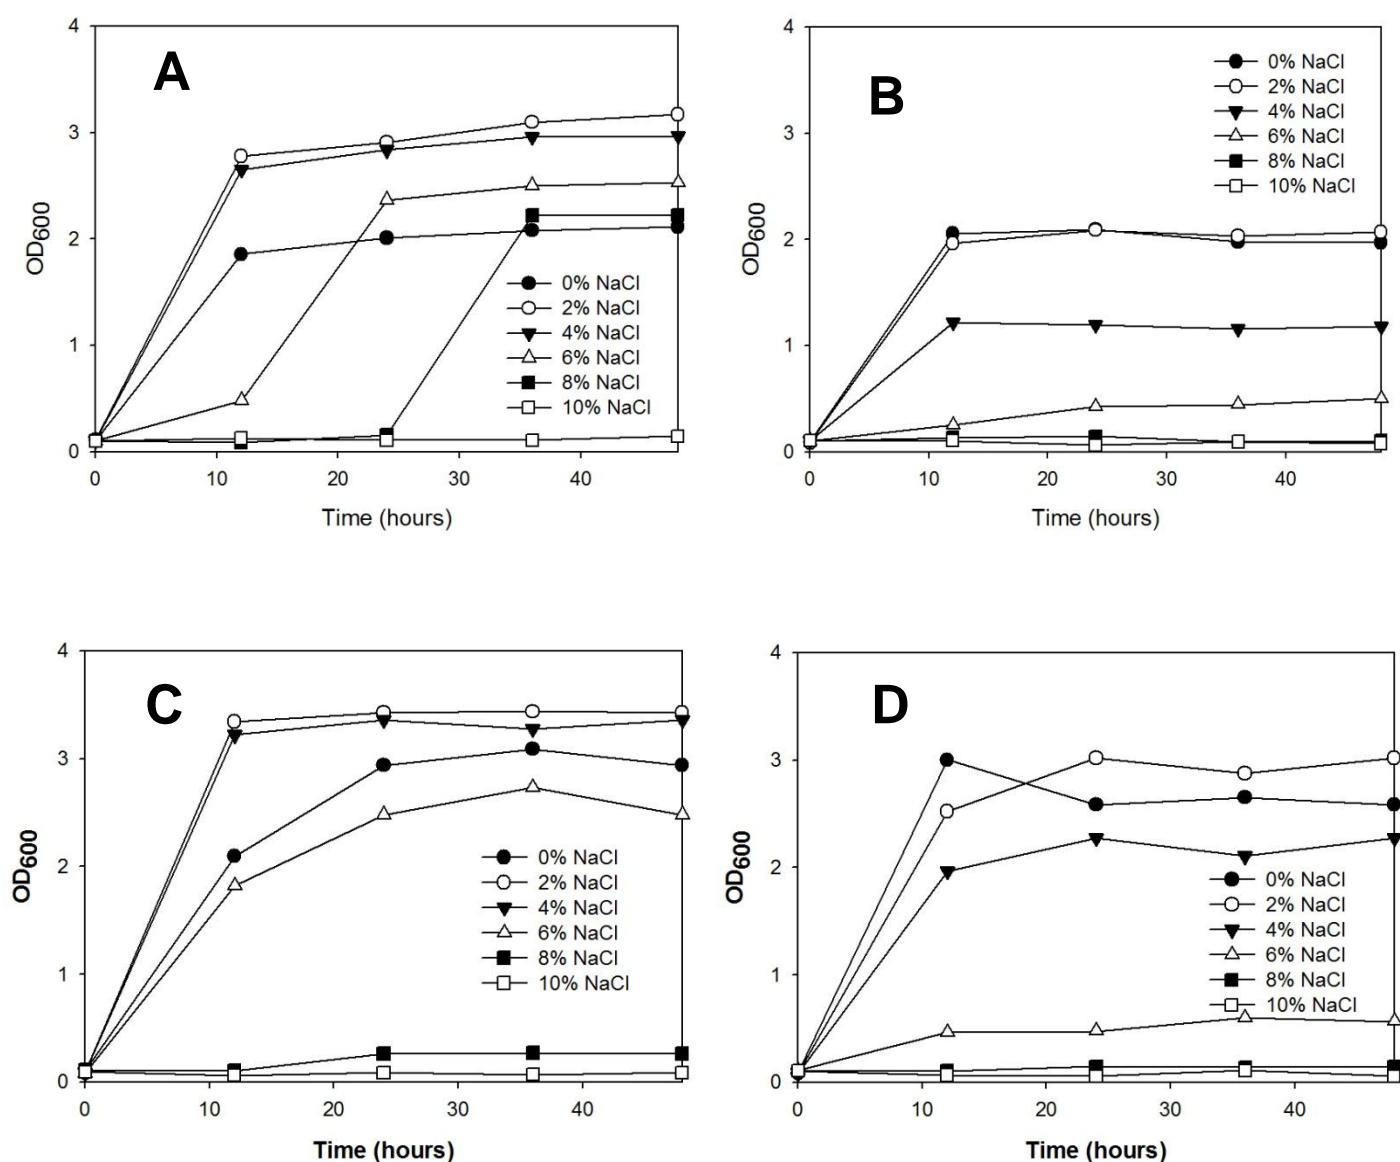 4
A
3
OD600
2
0% NaCl
2% NaCl
4% NaCl
1
6% NaCl
8% NaCl
10% NaCl
0
0 10 20 30 40
Time (hours)
4
0% NaCl
B
2% NaCl
4% NaCl
3
6% NaCl
8% NaCl
10% NaCl
OD600
2
1
0
0 10 20 30 40
Time (hours)
4
C
3
OD600
2
0% NaCl
2% NaCl
4% NaCl
6% NaCl
1
8% NaCl
10% NaCl
0
0 10 20 30 40
Time (hours)
4
D
3
OD600
2
0% NaCl
2% NaCl
4% NaCl
6% NaCl
1
8% NaCl
10% NaCl
0
0 10 20 30 40
Time (hours)